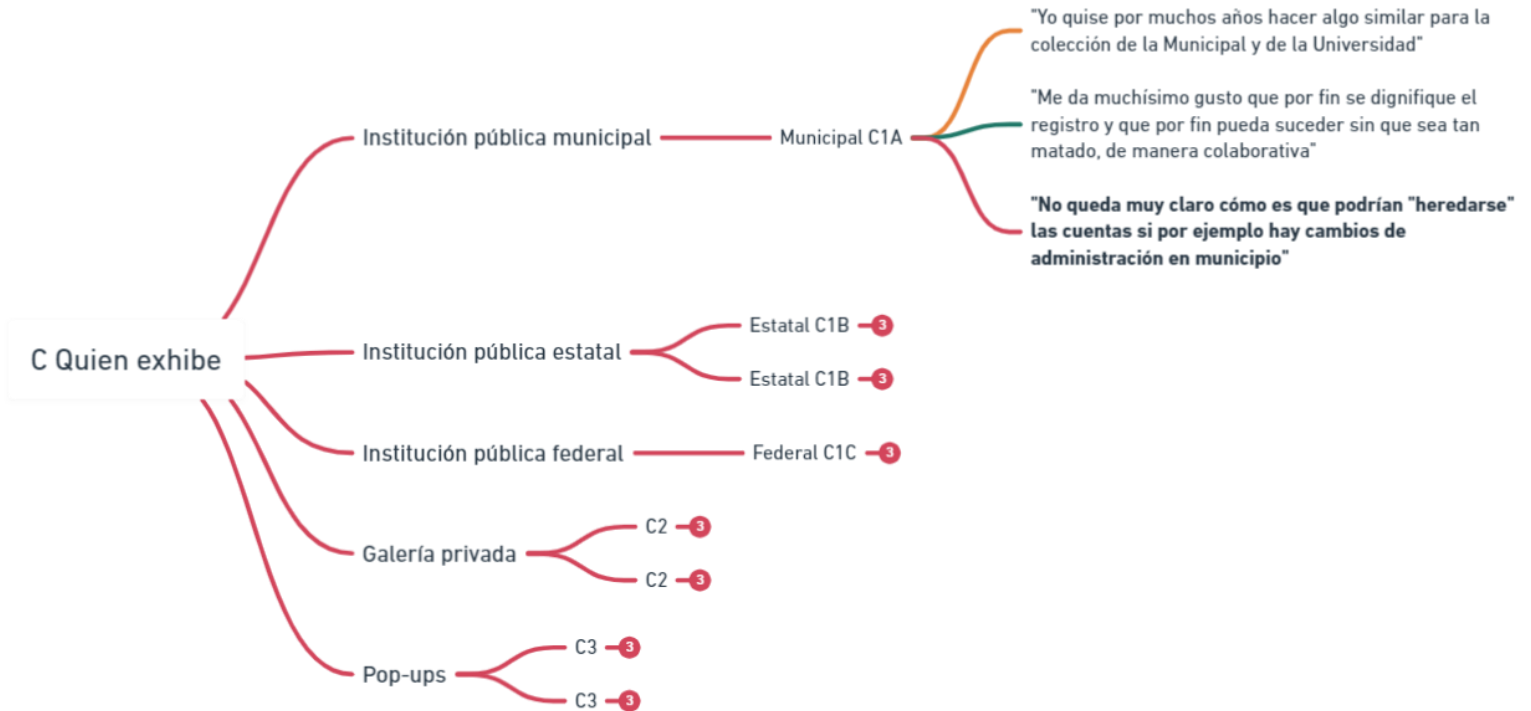 "Yo quise por muchos años hacer algo similar para la
colección de la Municipal y de la Universidad"
"Me da muchísimo gusto que por fin se dignifique el
registro y que por fin pueda suceder sin que sea tan
matado, de manera colaborativa"
Institución pública municipal
Municipal C1A
"No queda muy claro cómo es que podrían "heredarse"
las cuentas si por ejemplo hay cambios de
administración en municipio"
C Quien exhibe
Institución pública estatal
Estatal C1B 3
Estatal C1B 3
Institución pública federal
Federal C1C 3
Galería privada
C2 3
C2 3
Pop-ups
C3 3
C3 3